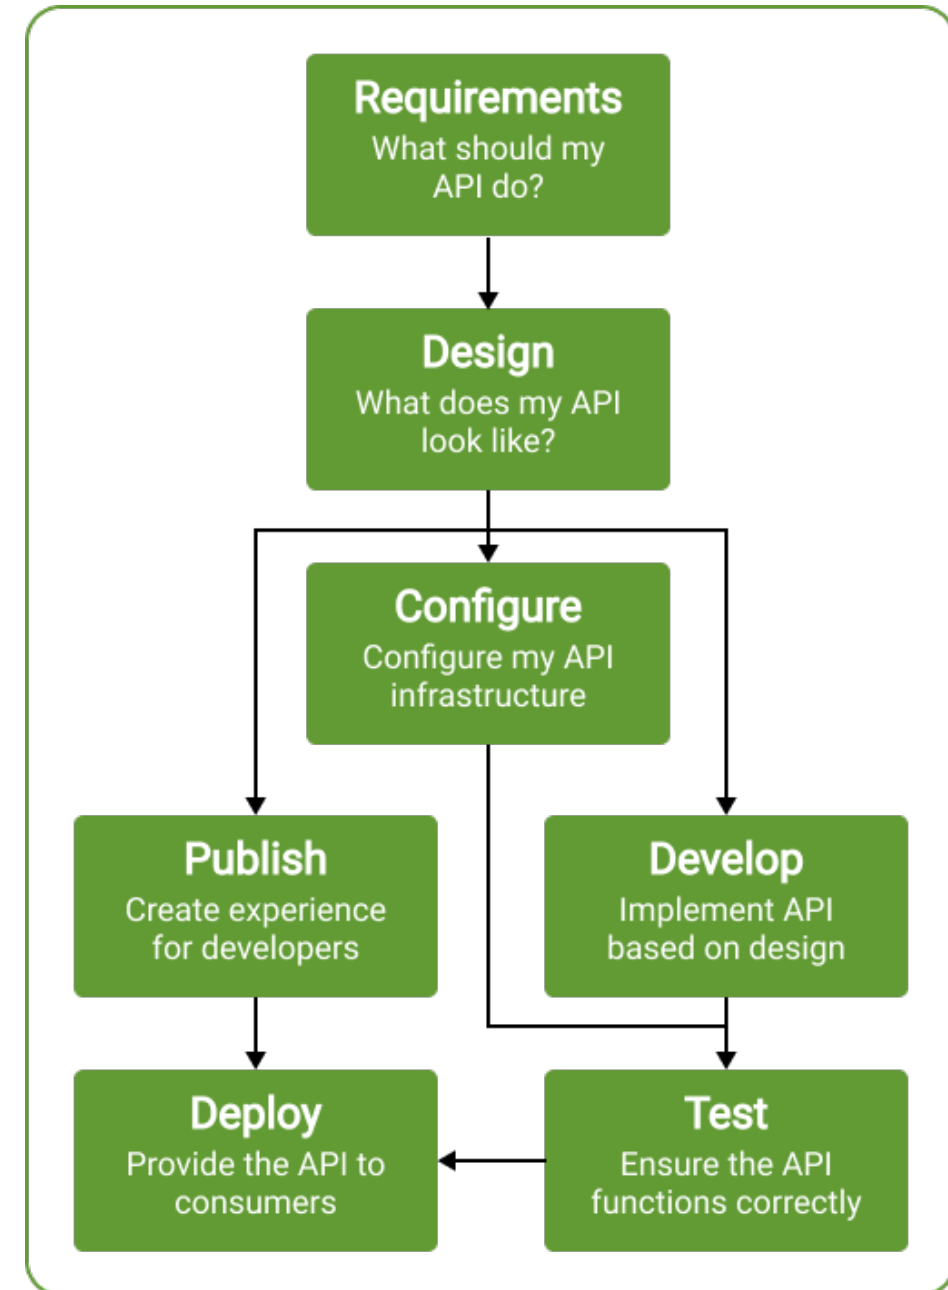 Requirements
What should my
API do?
Design
What does my API
look like?
Configure
Configure my API
infrastructure
Publish
Create experience
for developers
Develop
Implement API
based on design
Deploy
Provide the API to
consumers
Test
Ensure the API
functions correctly